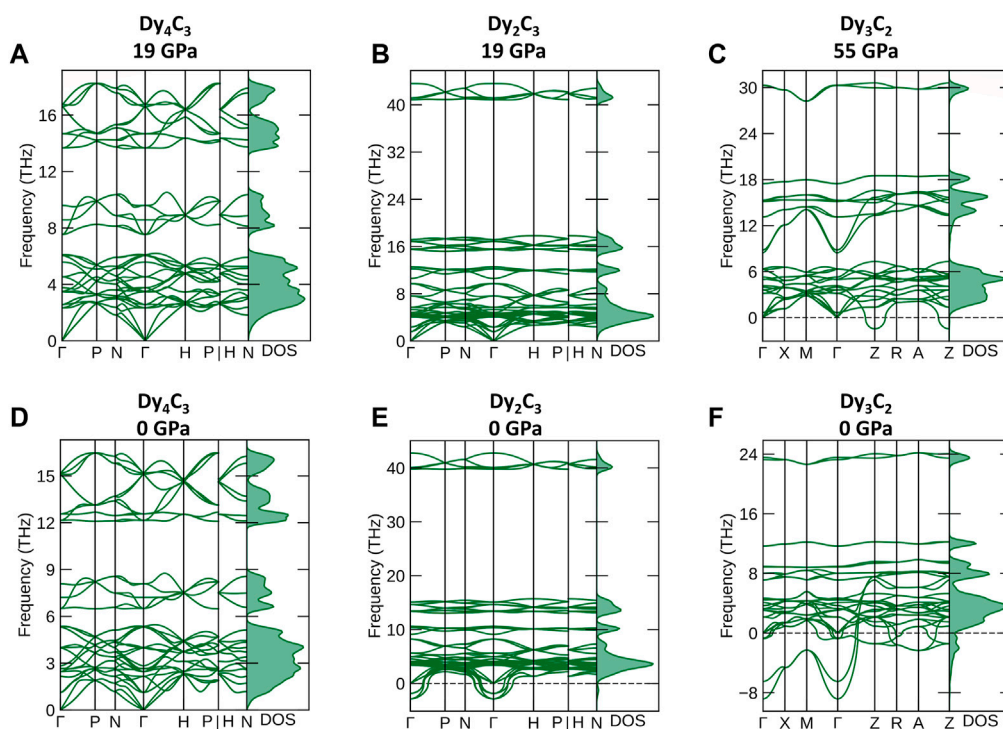 A
Dy₄C₃
19 GPa
Frequency (THz)
16
12
8
4
0
Γ P N Γ H P|H N DOS
B
Dy₂C₃
19 GPa
Frequency (THz)
40
32
24
16
8
0
Γ P N Γ H P|H N DOS
C
Dy₃C₂
55 GPa
Frequency (THz)
30
24
18
12
6
0
Γ X M Γ Z R A Z DOS
D
Dy₄C₃
0 GPa
Frequency (THz)
15
12
9
6
3
0
Γ P N Γ H P|H N DOS
E
Dy₂C₃
0 GPa
Frequency (THz)
40
30
20
10
0
Γ P N Γ H P|H N DOS
F
Dy₃C₂
0 GPa
Frequency (THz)
24
16
8
0
−8
Γ X M Γ Z R A Z DOS